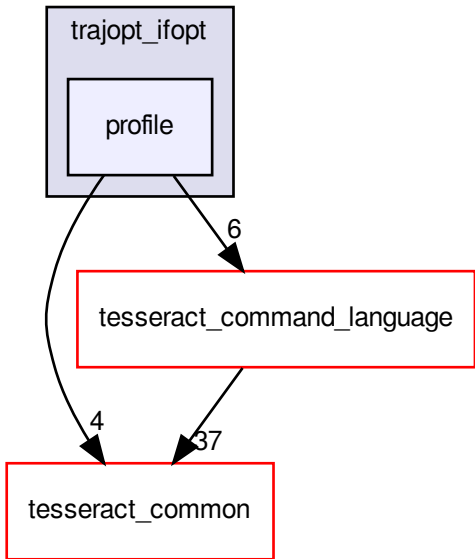 trajopt_ifopt
profile
6
tesseract_command_language
4
37
tesseract_common